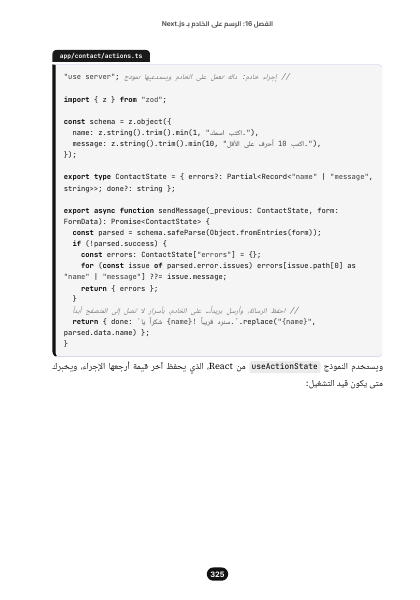 الفصل 16: الرسم على الخادم بـ Next.js
app/contact/actions.ts
"use server"; // إجراء خادم: دالة تعمل على الخادم ويستدعيها نموذج
import { z } from "zod";
const schema = z.object({
name: z.string().trim().min(1, "اكتب اسمك."),
message: z.string().trim().min(10, "اكتب 10 أحرف على الأقل."),
});
export type ContactState = { errors?: Partial<Record<"name" | "message",
string>>; done?: string };
export async function sendMessage(_previous: ContactState, form:
FormData): Promise<ContactState> {
const parsed = schema.safeParse(Object.fromEntries(form));
if (!parsed.success) {
const errors: ContactState["errors"] = {};
for (const issue of parsed.error.issues) errors[issue.path[0] as
"name" | "message"] ??= issue.message;
return { errors };
}
// احفظ الرسالة، وأرسل بريداً… على الخادم، بأسرار لا تصل إلى المتصفح أبداً
return { done: `شكراً يا {name}! سنرد قريباً.`.replace("{name}",
parsed.data.name) };
}
ويستخدم النموذج useActionState من React، الذي يحفظ آخر قيمة أرجعها الإجراء، ويخبرك
متى يكون قيد التشغيل:
325